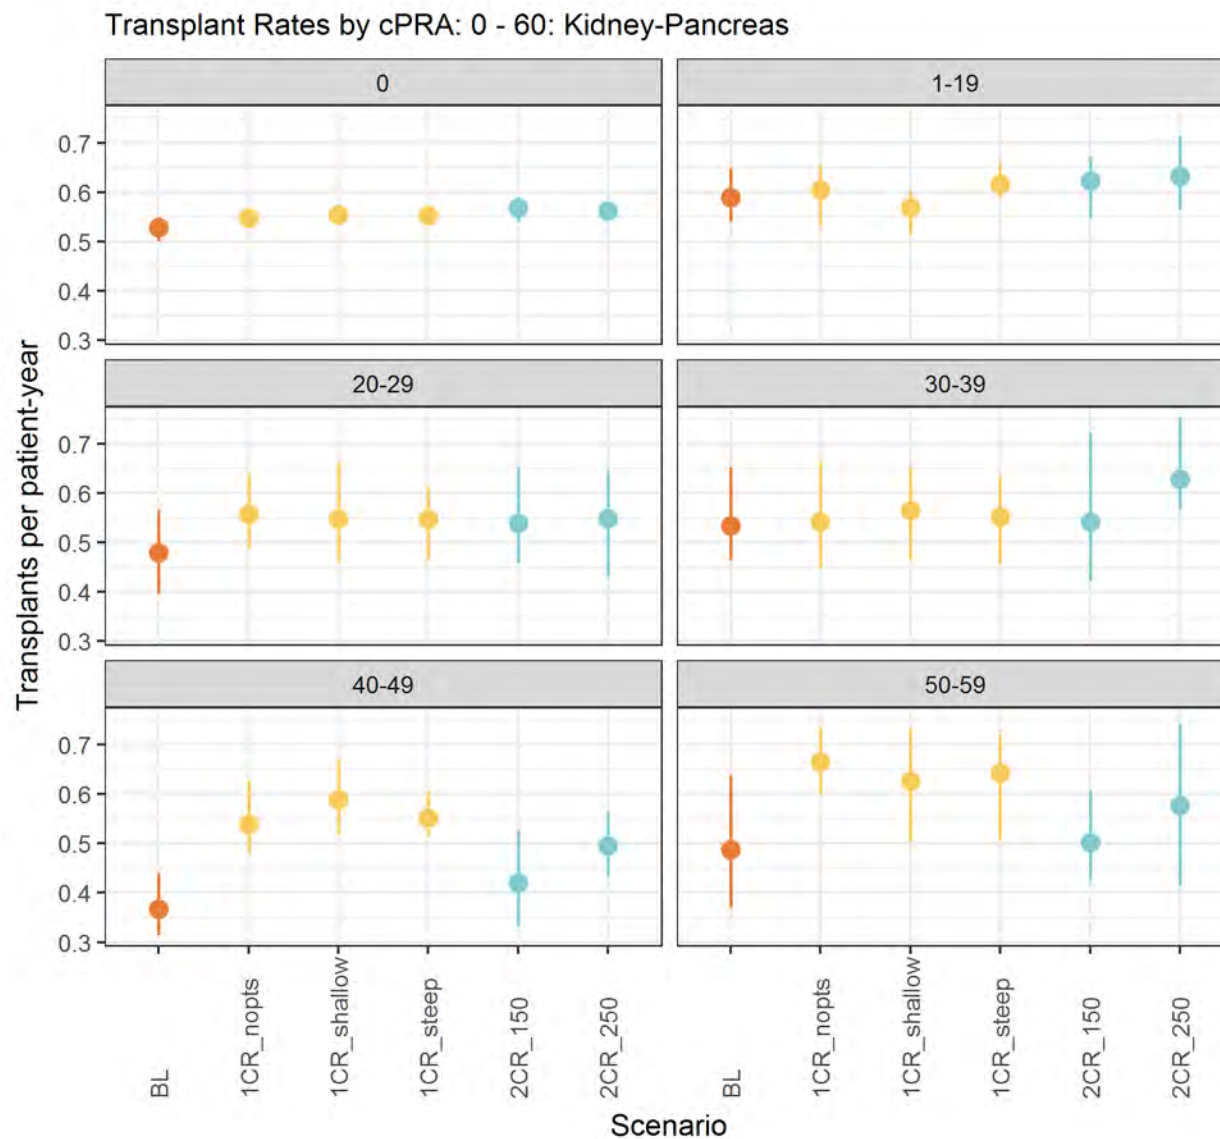 Transplant Rates by cPRA: 0 - 60: Kidney-Pancreas
0
1-19
0.7
0.6
0.5
0.4
0.3
20-29
30-39
0.7
0.6
0.5
0.4
0.3
40-49
50-59
0.7
0.6
0.5
0.4
0.3
Transplants per patient-year
BL
1CR_nopts
1CR_shallow
1CR_steep
2CR_150
2CR_250
BL
1CR_nopts
1CR_shallow
1CR_steep
2CR_150
2CR_250
Scenario